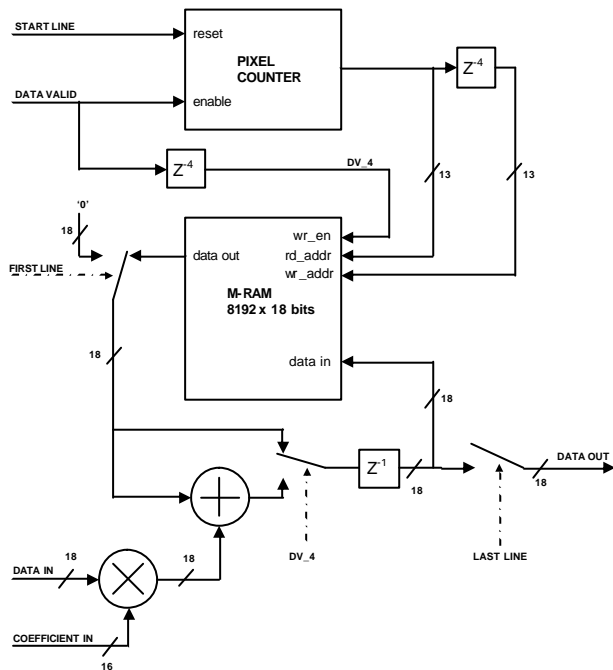 START LINE
reset
PIXEL
COUNTER
Z-4
DATA VALID
enable
Z-4
DV_4
13
13
'0'
18
wr_en
data out
rd_addr
FIRST LINE
wr_addr
M-RAM
8192 x 18 bits
18
data in
18
Z-1
DATA OUT
18
18
DATA IN
18
18
DV_4
LAST LINE
COEFFICIENT IN
16